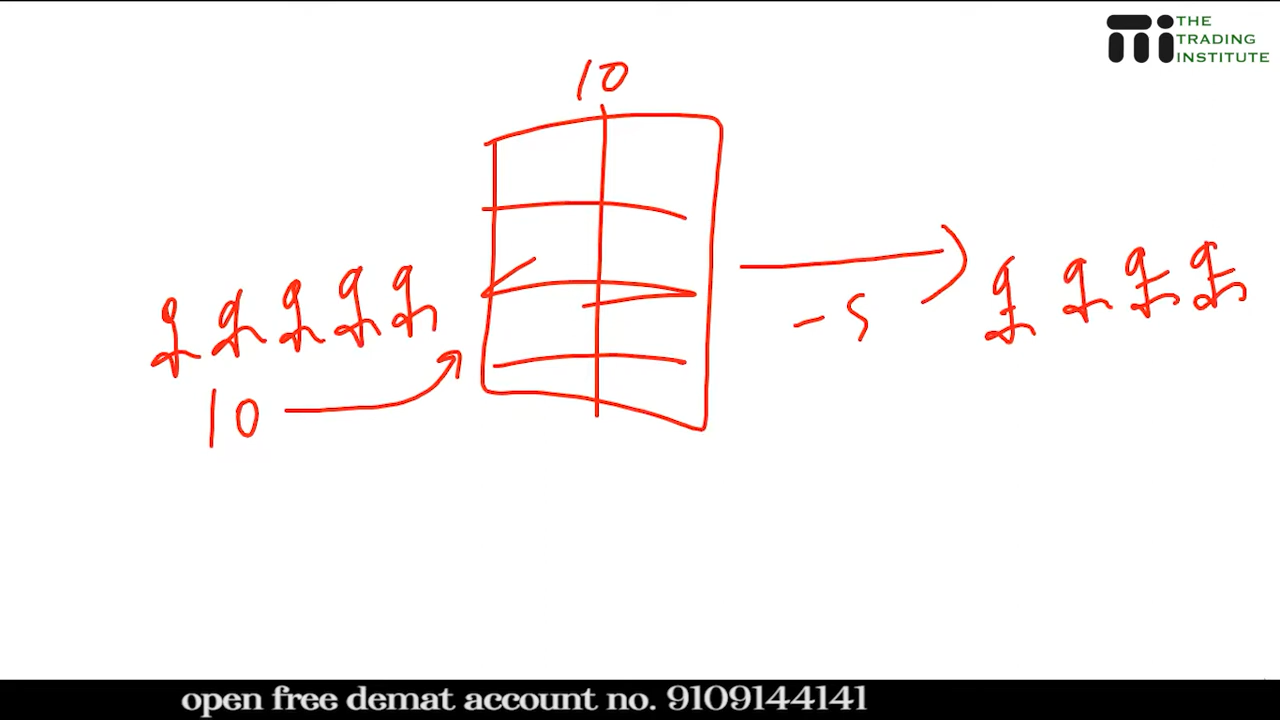 THE
TRADING
INSTITUTE
10
-5
10
open free demat account no. 9109144141